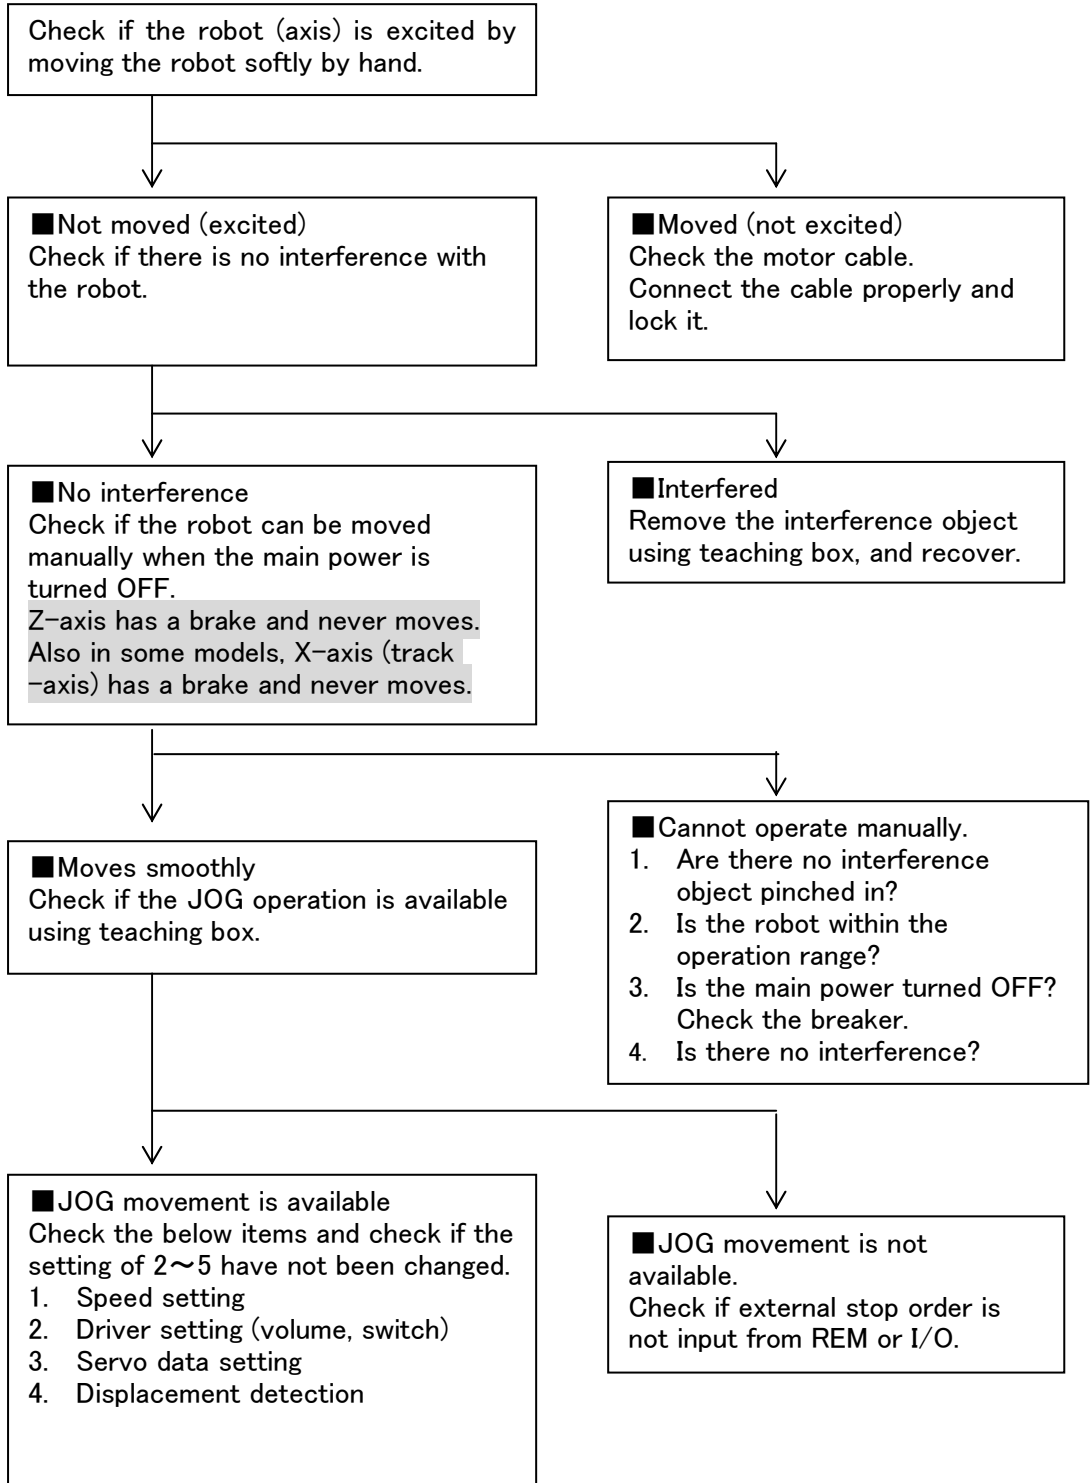 Check if the robot (axis) is excited by
moving the robot softly by hand.
■Not moved (excited)
Check if there is no interference with
the robot.
■Moved (not excited)
Check the motor cable.
Connect the cable properly and
lock it.
■No interference
Check if the robot can be moved
manually when the main power is
turned OFF.
Z-axis has a brake and never moves.
Also in some models, X-axis (track
-axis) has a brake and never moves.
■Interfered
Remove the interference object
using teaching box, and recover.
■Moves smoothly
Check if the JOG operation is available
using teaching box.
■Cannot operate manually.
1. Are there no interference
object pinched in?
2. Is the robot within the
operation range?
3. Is the main power turned OFF?
Check the breaker.
4. Is there no interference?
■JOG movement is available
Check the below items and check if the
setting of 2～5 have not been changed.
1. Speed setting
2. Driver setting (volume, switch)
3. Servo data setting
4. Displacement detection
■JOG movement is not
available.
Check if external stop order is
not input from REM or I/O.